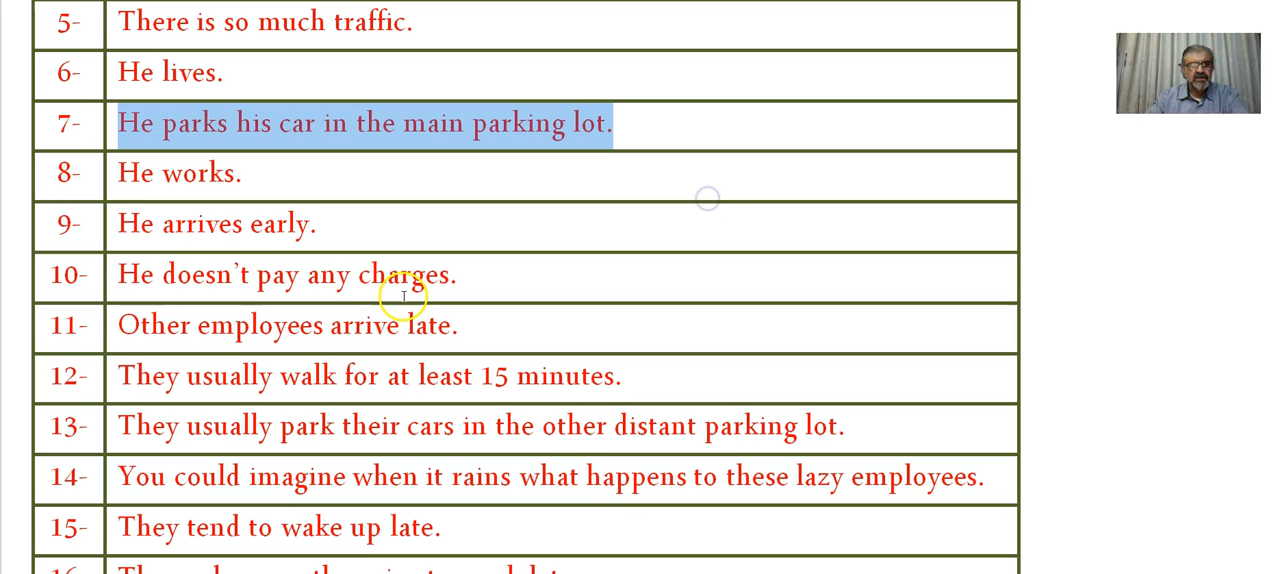 5- There is so much traffic.
6- He lives.
7- He parks his car in the main parking lot.
8- He works.
9- He arrives early.
10- He doesn’t pay any charges.
11- Other employees arrive late.
12- They usually walk for at least 15 minutes.
13- They usually park their cars in the other distant parking lot.
14- You could imagine when it rains what happens to these lazy employees.
15- They tend to wake up late.